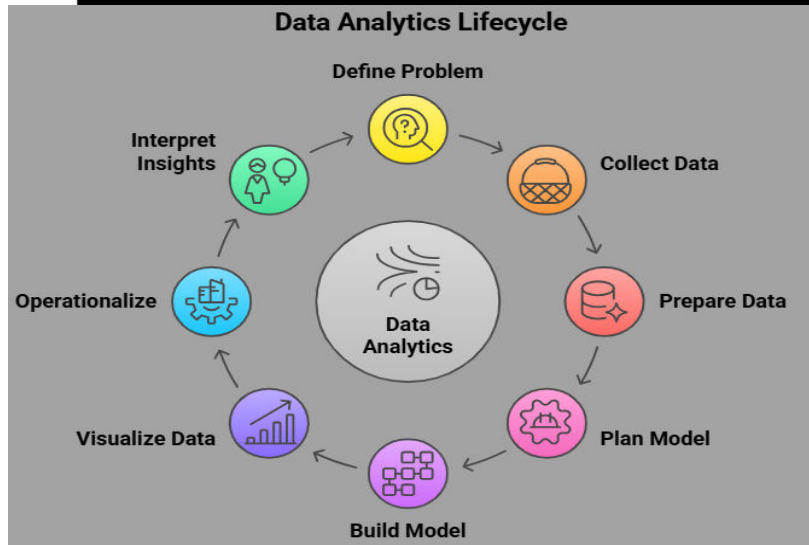 Data Analytics Lifecycle
Define Problem
Interpret
Insights
Collect Data
Operationalize
Data
Analytics
Prepare Data
Visualize Data
Plan Model
Build Model